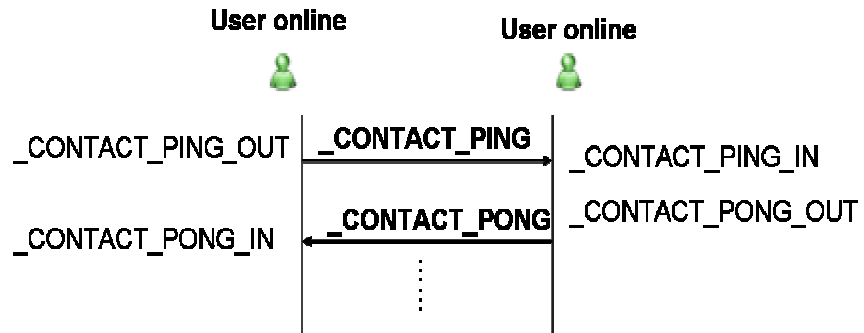 User online
User online
_CONTACT_PING_OUT
_CONTACT_PING
_CONTACT_PING_IN
_CONTACT_PONG
_CONTACT_PONG_OUT
_CONTACT_PONG_IN